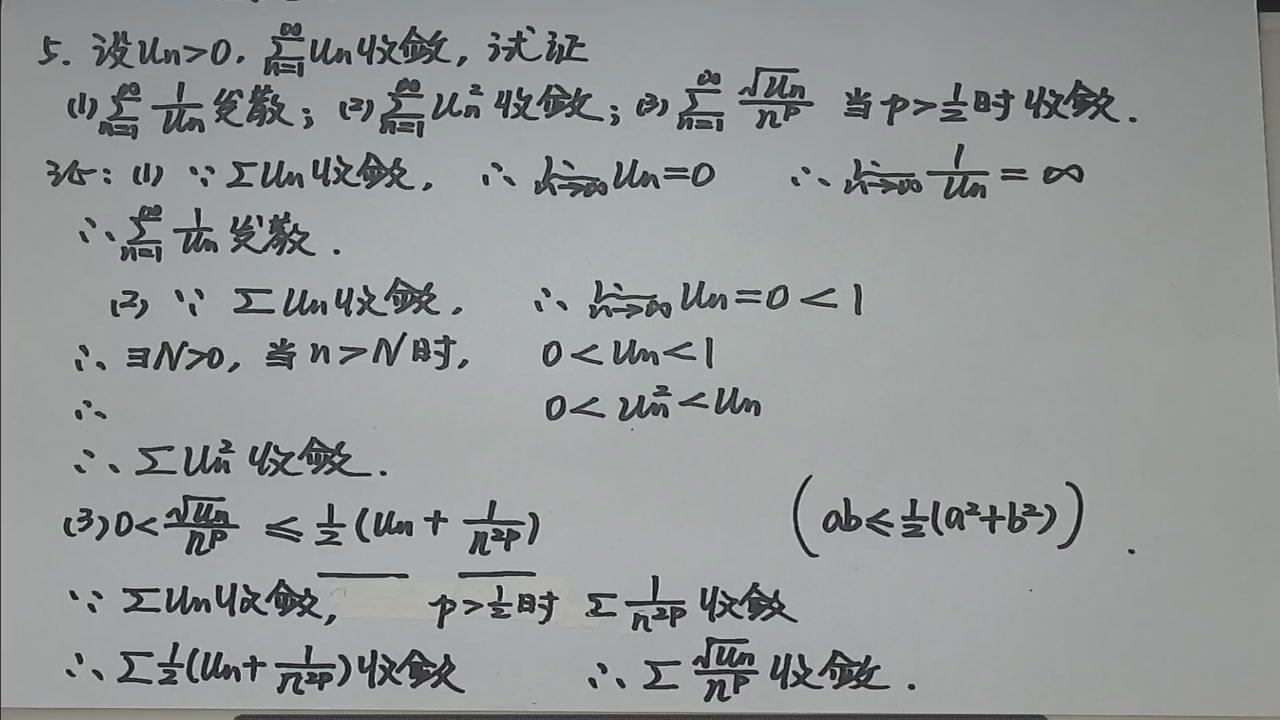 5. 设Un>0, ∑_{n=1}^{∞} Un收敛, 试证
(1) ∑_{n=1}^{∞} 1/Un 发散; (2) ∑_{n=1}^{∞} Un² 收敛; (3) ∑_{n=1}^{∞} √Un/n^p 当 p>1/2时收敛.
证: (1) ∵ ∑Un收敛, ∴ lim_{n→∞} Un=0 ∴ lim_{n→∞} 1/Un = ∞
∴ ∑_{n=1}^{∞} 1/Un 发散.
(2) ∵ ∑Un收敛, ∴ lim_{n→∞} Un=0<1
∴ ∃N>0, 当n>N时, 0<Un<1
∴ 0<Un²<Un
∴ ∑Un² 收敛.
(3) 0<√Un/n^p ≤ 1/2(Un+1/n^{2p}) (ab≤1/2(a²+b²)).
∵ ∑Un收敛, p>1/2时 ∑1/n^{2p} 收敛
∴ ∑1/2(Un+1/n^{2p})收敛 ∴ ∑√Un/n^p 收敛.